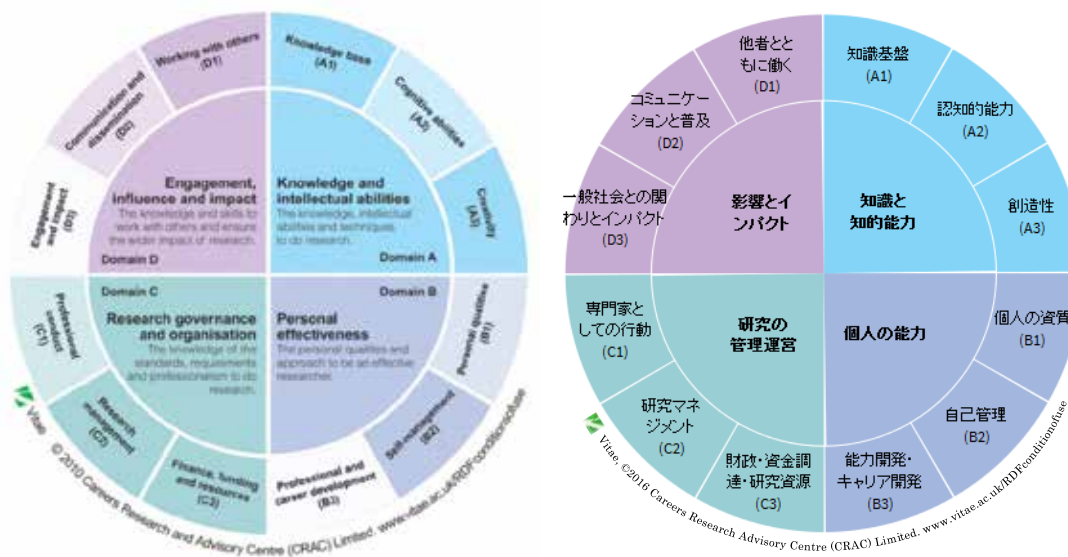 Working with others
(D1)
Knowledge base
(A1)
Communication and
dissemination
(D2)
Cognitive abilities
(A2)
Engagement
and impact
(D3)
Creativity
(A3)
Engagement,
influence and impact
The knowledge and skills to
work with others and ensure
the wider impact of research.
Domain D
Knowledge and
intellectual abilities
The knowledge, intellectual
abilities and techniques
to do research.
Domain A
Domain C
Research governance
and organisation
The knowledge of the
standards, requirements
and professionalism to do
research.
Domain B
Personal
effectiveness
The personal qualities and
approach to be an effective
researcher.
Professional
conduct
(C1)
Personal qualities
(B1)
Research
management
(C2)
Self-management
(B2)
Finance, funding
and resources
(C3)
Professional and
career development
(B3)
Vitae © 2010 Careers Research and Advisory Centre (CRAC) Limited. www.vitae.ac.uk/RDFconditionofuse
他者とと
もに働く
(D1)
知識基盤
(A1)
コミュニケー
ションと普及
(D2)
認知的能力
(A2)
一般社会との関
わりとインパクト
(D3)
創造性
(A3)
影響とイ
ンパクト
知識と
知的能力
研究の
管理運営
個人の能力
専門家と
しての行動
(C1)
個人の資質
(B1)
研究マネ
ジメント
(C2)
自己管理
(B2)
財政・資金調
達・研究資源
(C3)
能力開発・
キャリア開発
(B3)
Vitae, ©2016 Careers Research Advisory Centre (CRAC) Limited. www.vitae.ac.uk/RDFconditionofuse